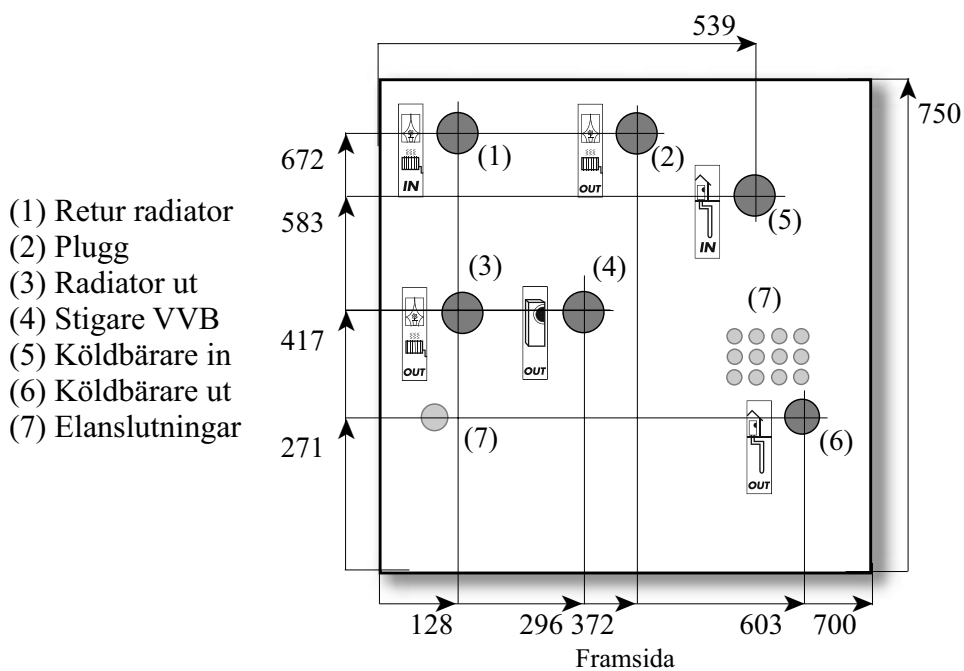 539
750
672
(1)
(2)
IN
OUT
583
(5)
IN
(1) Retur radiator
(2) Plugg
(3) Radiator ut
(4) Stigare VVB
(5) Köldbärare in
(6) Köldbärare ut
(7) Elanslutningar
(3)
(4)
(7)
417
OUT
OUT
271
(7)
(6)
OUT
128
296
372
603
700
Framsida